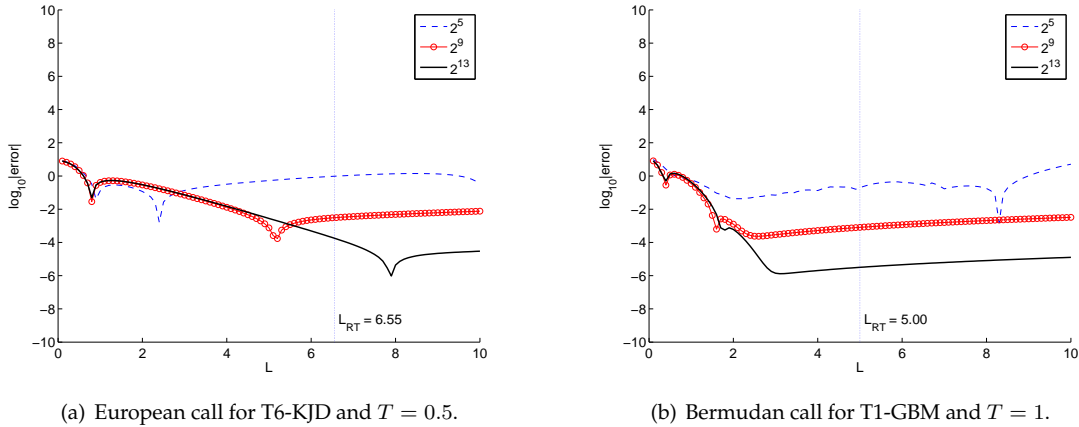 10
8
6
4
2
0
−2
−4
−6
−8
−10
0 2 4 6 8 10
log10|error|
L
2^5
2^9
2^13
L_RT = 6.55
(a) European call for T6-KJD and T = 0.5.
10
8
6
4
2
0
−2
−4
−6
−8
−10
0 2 4 6 8 10
log10|error|
L
2^5
2^9
2^13
L_RT = 5.00
(b) Bermudan call for T1-GBM and T = 1.